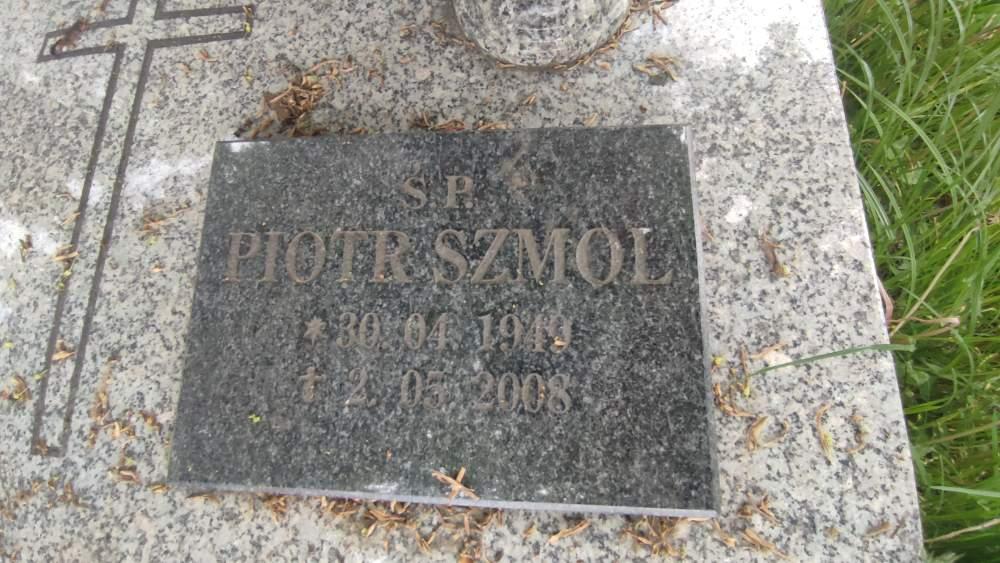 S.P.
PIOTR SZMOL
* 30. 04. 1949
† 2. 05. 2008